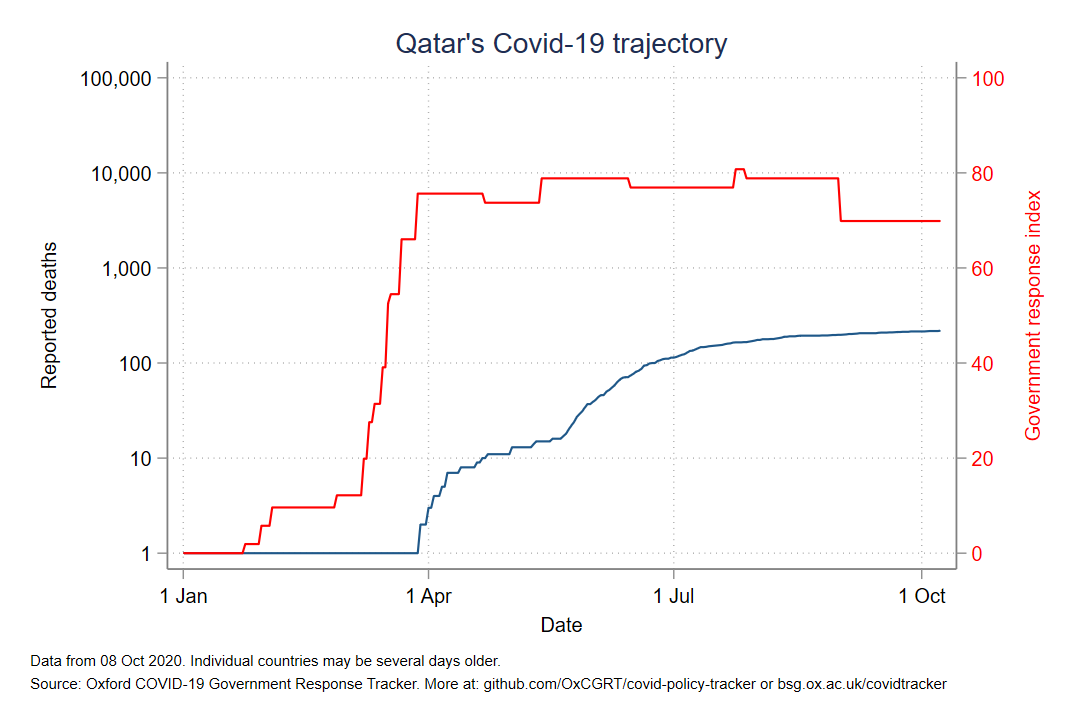 Qatar's Covid-19 trajectory
100,000
10,000
1,000
100
10
1
Reported deaths
100
80
60
40
20
0
Government response index
1 Jan
1 Apr
1 Jul
1 Oct
Date
Data from 08 Oct 2020. Individual countries may be several days older.
Source: Oxford COVID-19 Government Response Tracker. More at: github.com/OxCGRT/covid-policy-tracker or bsg.ox.ac.uk/covidtracker